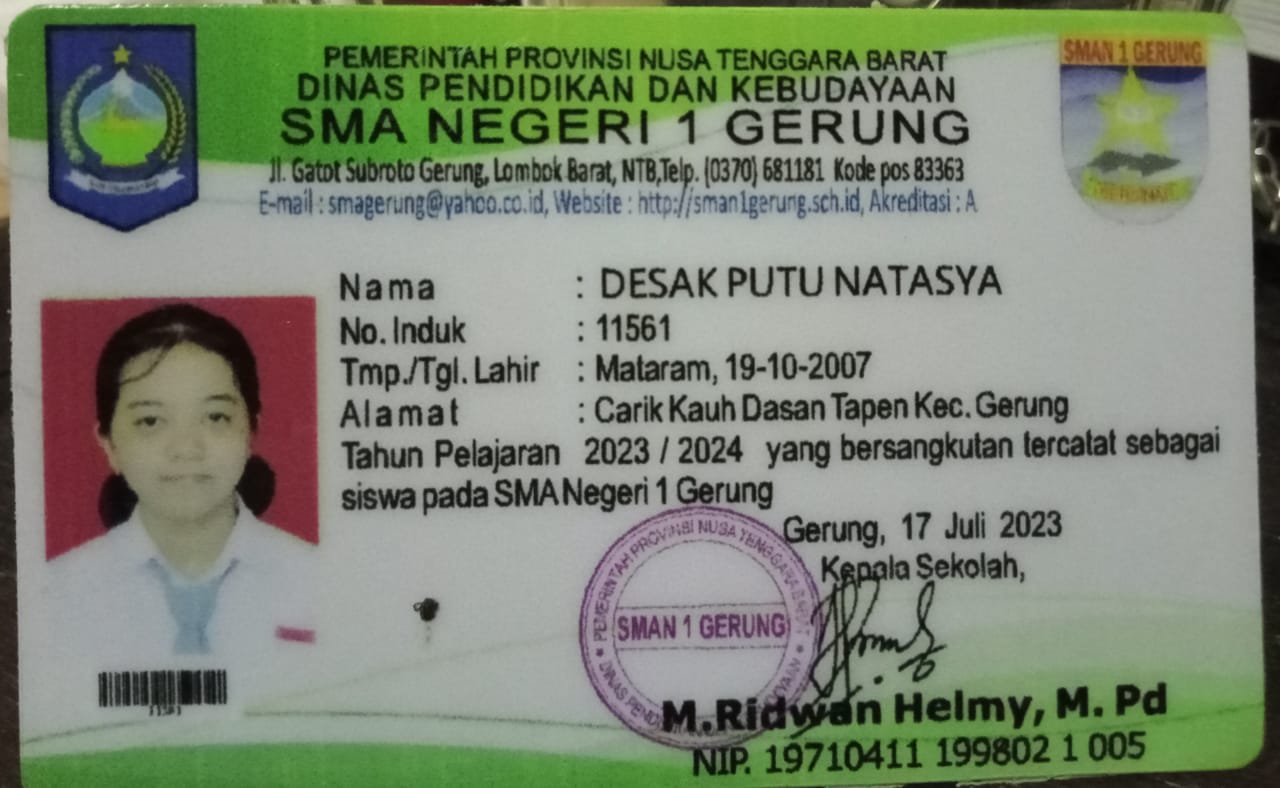 PEMERINTAH PROVINSI NUSA TENGGARA BARAT
DINAS PENDIDIKAN DAN KEBUDAYAAN
SMA NEGERI 1 GERUNG
Jl. Gatot Subroto Gerung, Lombok Barat, NTB,Telp. (0370) 681181 Kode pos 83363
E-mail : smagerung@yahoo.co.id, Website : http://sman1gerung.sch.id, Akreditasi : A
SMAN 1 GERUNG
Nama : DESAK PUTU NATASYA
No. Induk : 11561
Tmp./Tgl. Lahir : Mataram, 19-10-2007
Alamat : Carik Kauh Dasan Tapen Kec. Gerung
Tahun Pelajaran 2023 / 2024 yang bersangkutan tercatat sebagai
siswa pada SMA Negeri 1 Gerung
Gerung, 17 Juli 2023
Kepala Sekolah,
PEMERINTAH PROVINSI NUSA TENGGARA BARAT
SMAN 1 GERUNG
DINAS
M.Ridwan Helmy, M. Pd
NIP. 19710411 199802 1 005